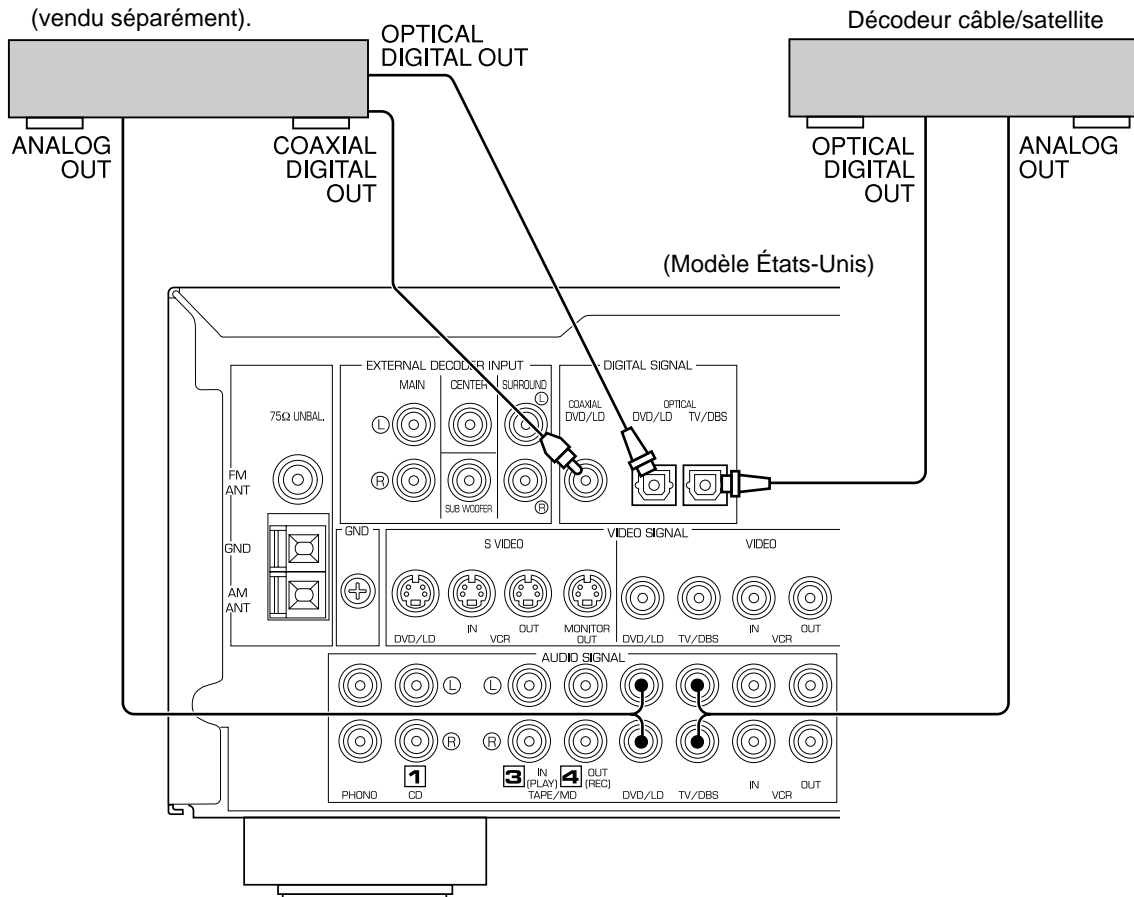 (vendu séparément).
Décodeur câble/satellite
OPTICAL
DIGITAL OUT
ANALOG
OUT
COAXIAL
DIGITAL
OUT
OPTICAL
DIGITAL
OUT
ANALOG
OUT
(Modèle États-Unis)
EXTERNAL DECODER INPUT
DIGITAL SIGNAL
MAIN
CENTER
SURROUND
L
COAXIAL
DVD/LD
OPTICAL
DVD/LD
TV/DBS
75Ω UNBAL.
L
FM
ANT
R
SUB WOOFER
R
GND
GND
AM
ANT
VIDEO SIGNAL
S VIDEO
VIDEO
DVD/LD
IN
VCR
OUT
MONITOR
OUT
DVD/LD
TV/DBS
IN
VCR
OUT
AUDIO SIGNAL
L
L
R
R
1
3
IN
(PLAY)
4
OUT
(REC)
IN
OUT
PHONO
CD
TAPE/MD
DVD/LD
TV/DBS
VCR